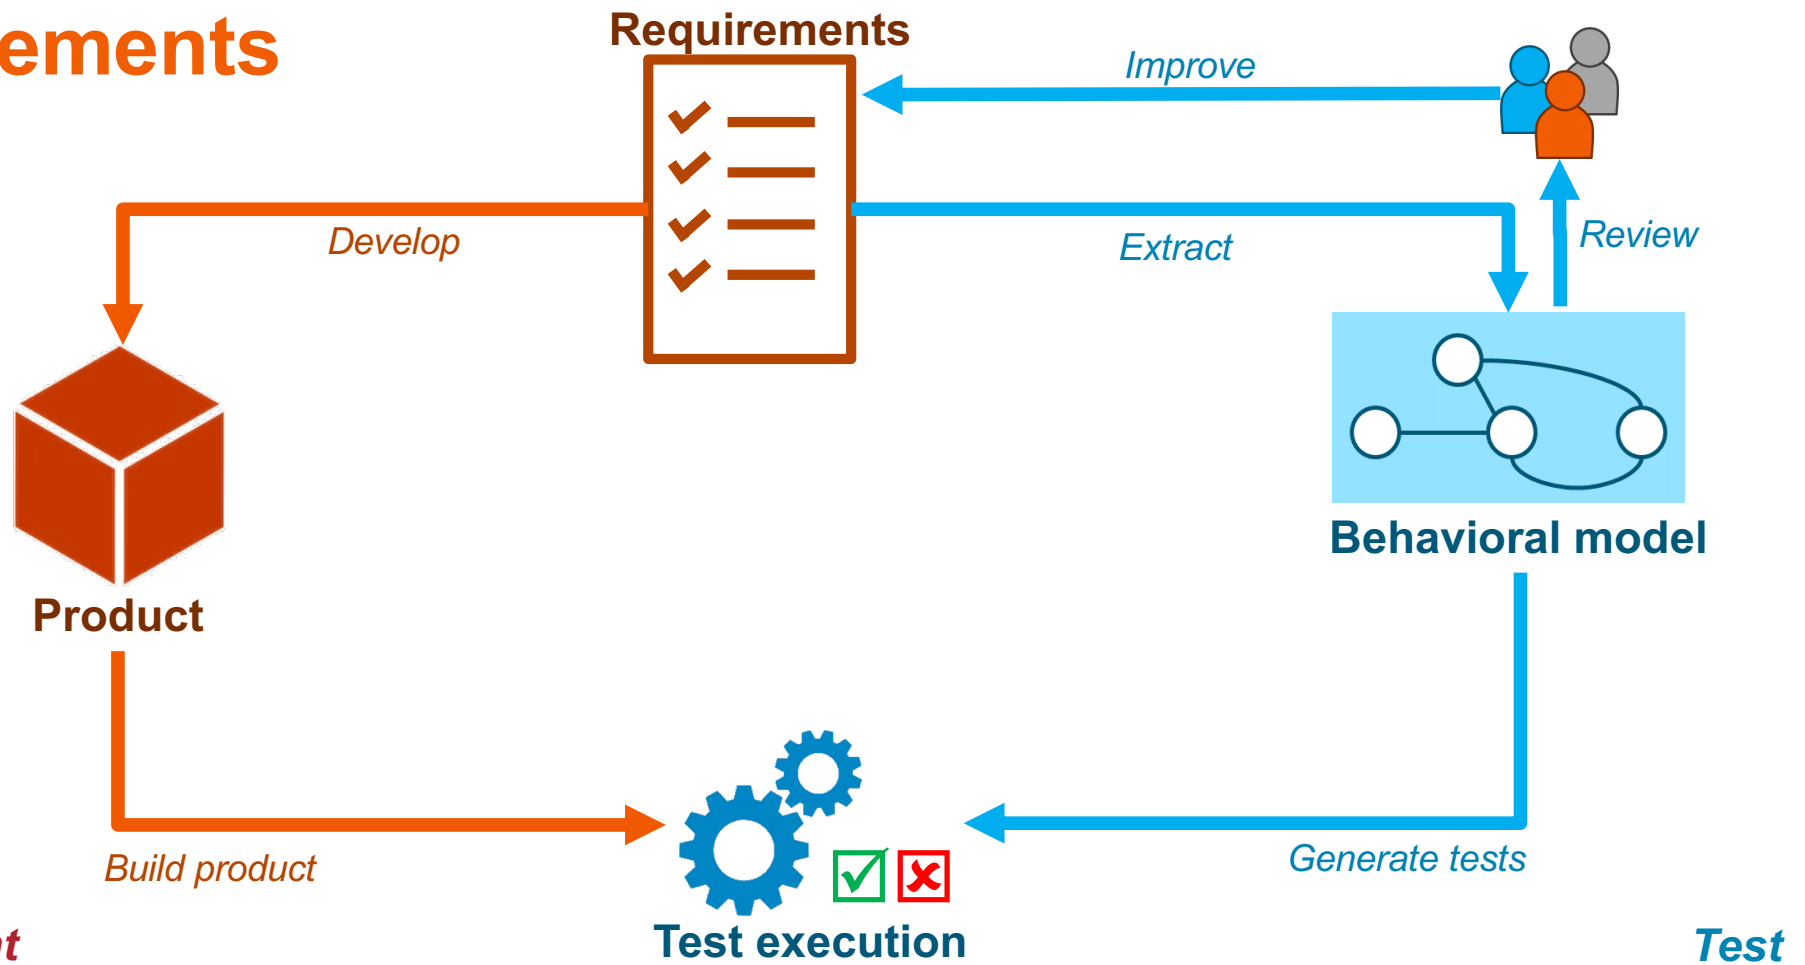 ements
Requirements
Improve
Develop
Extract
Review
Behavioral model
Product
Build product
Generate tests
Test execution
Test